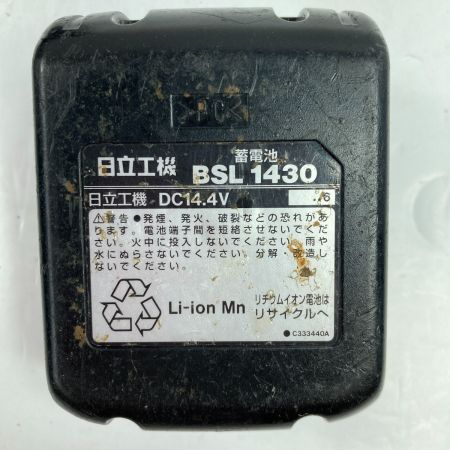 >PC<
蓄電池
日立工機 BSL 1430
日立工機 DC14.4V
⚠警告 ●発煙、発火、破裂などの恐れがあ
ります。電池端子間を短絡させないでくだ
さい。火中に投入しないでください。雨や
水にぬらさないでください。分解・改造し
ないでください。
Li-ion Mn
リチウムイオン電池は
リサイクルへ
● C333440A